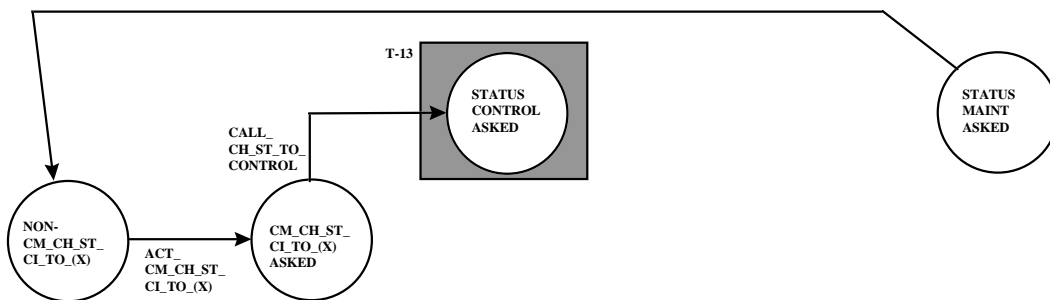 T-13
STATUS
CONTROL
ASKED
STATUS
MAINT
ASKED
CALL_
CH_ST_TO_
CONTROL
NON-
CM_CH_ST_
CI_TO_(X)
ACT_
CM_CH_ST_
CI_TO_(X)
CM_CH_ST_
CI_TO_(X)
ASKED